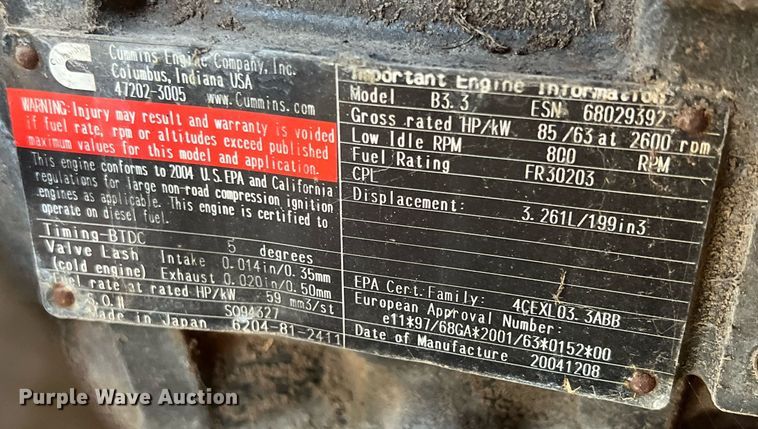 Cummins Engine Company, Inc.
Columbus, Indiana USA
47202-3005 www.Cummins.com
WARNING-Injury may result and warranty is voided
if fuel rate, rpm or altitudes exceed published
maximum values for this model and application.
This engine conforms to 2004 U.S.EPA and California
regulations for large non-road compression ignition
engines as applicable. This engine is certified to
operate on diesel fuel.
Timing-BTDC 5 degrees
Valve Lash Intake 0.014in/0.35mm
(cold engine) Exhaust 0.020in/0.50mm
Fuel rate at rated HP/kW 59 mm3/st
S.O.# SO94327
Made in Japan 6204-81-2411
Important Engine Information
Model B3.3 ESN 68029392
Gross rated HP/kW 85/63 at 2600 rpm
Low Idle RPM 800 RPM
Fuel Rating FR30203
CPL
Displacement: 3.261L/199in3
EPA Cert.Family: 4CEXL03.3ABB
European Approval Number:
e11*97/68GA*2001/63*0152*00
Date of Manufacture 20041208
Purple Wave Auction